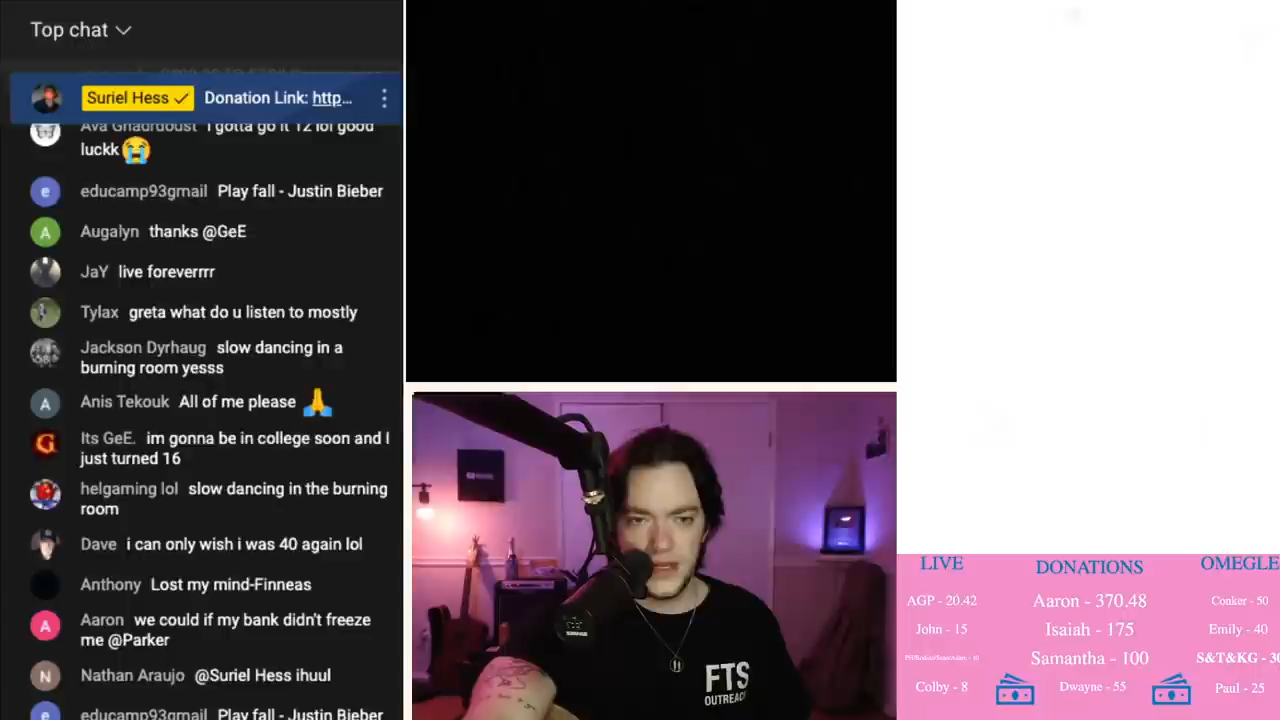 Top chat
Suriel Hess Donation Link: http...
Ava Ghadrdoust i gotta go it 12 lol good
luckk
educamp93gmail Play fall - Justin Bieber
Augalyn thanks @GeE
JaY live foreverrrr
Tylax greta what do u listen to mostly
Jackson Dyrhaug slow dancing in a
burning room yesss
Anis Tekouk All of me please
Its GeE. im gonna be in college soon and I
just turned 16
helgaming lol slow dancing in the burning
room
Dave i can only wish i was 40 again lol
Anthony Lost my mind-Finneas
Aaron we could if my bank didn't freeze
me @Parker
Nathan Araujo @Suriel Hess ihuul
educamp93gmail Play fall - Justin Bieber
FTS
OUTREACH
LIVE
AGP - 20.42
John - 15
Colby - 8
DONATIONS
Aaron - 370.48
Isaiah - 175
Samantha - 100
Dwayne - 55
OMEGLE
Conker - 50
Emily - 40
S&T&KG - 30
Paul - 25